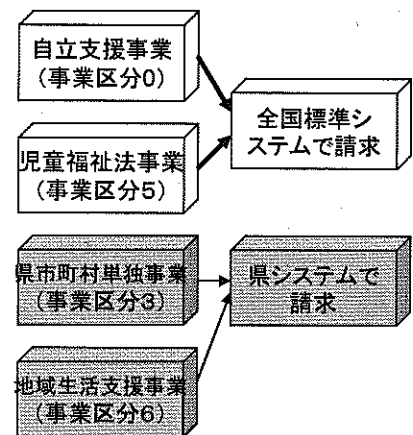 自立支援事業
(事業区分0)
全国標準シ
ステムで請求
児童福祉法事業
(事業区分5)
県市町村単独事業
(事業区分3)
県システムで
請求
地域生活支援事業
(事業区分6)